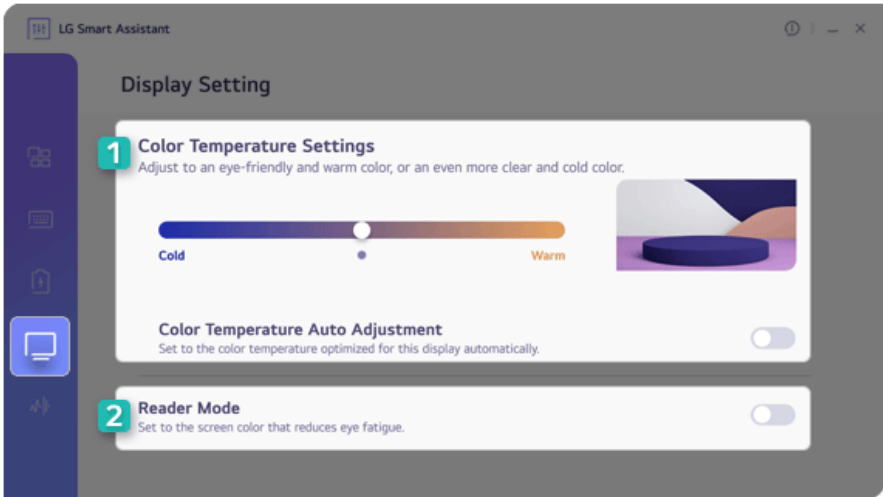 LG Smart Assistant
Display Setting
1
Color Temperature Settings
Adjust to an eye-friendly and warm color, or an even more clear and cold color.
Cold
Warm
Color Temperature Auto Adjustment
Set to the color temperature optimized for this display automatically.
2
Reader Mode
Set to the screen color that reduces eye fatigue.